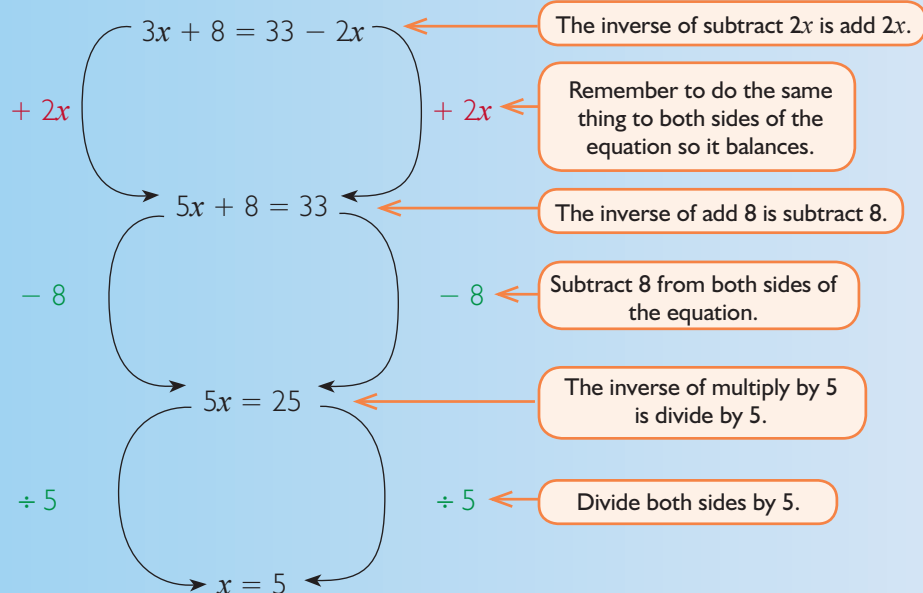 3x + 8 = 33 − 2x
The inverse of subtract 2x is add 2x.
+ 2x
+ 2x
Remember to do the same
thing to both sides of the
equation so it balances.
5x + 8 = 33
The inverse of add 8 is subtract 8.
− 8
− 8
Subtract 8 from both sides of
the equation.
5x = 25
The inverse of multiply by 5
is divide by 5.
÷ 5
÷ 5
Divide both sides by 5.
x = 5